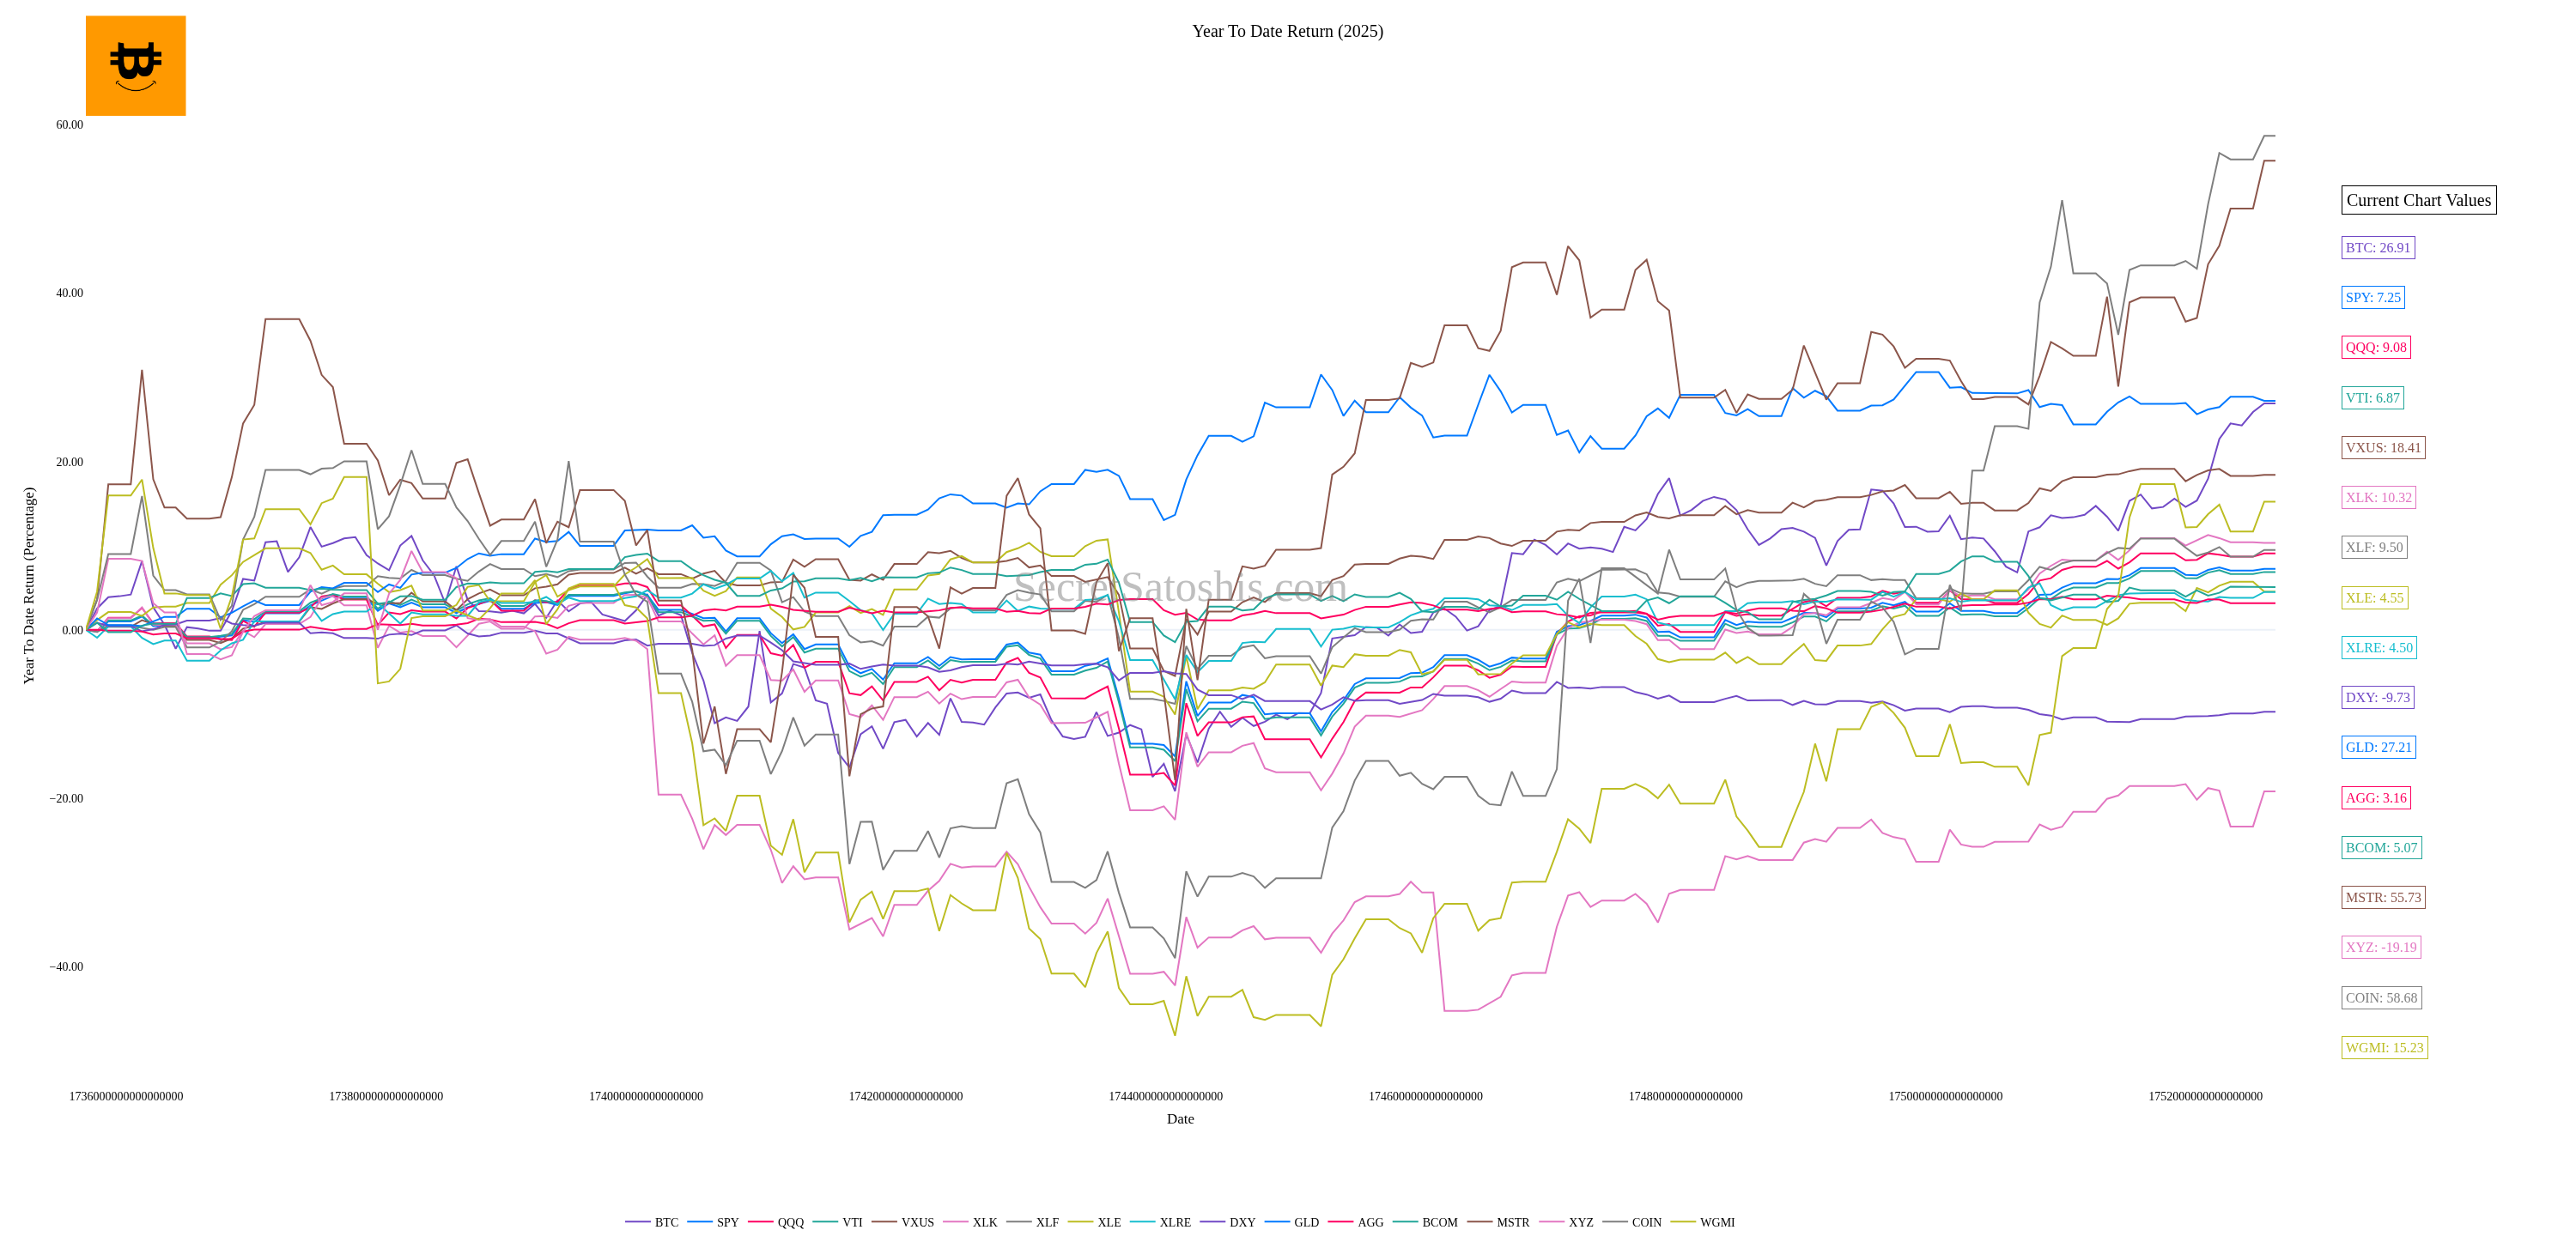 Year To Date Return (2025)
60.00
40.00
20.00
0.00
−20.00
−40.00
Year To Date Return (Percentage)
SecretSatoshis.com
Current Chart Values
BTC: 26.91
SPY: 7.25
QQQ: 9.08
VTI: 6.87
VXUS: 18.41
XLK: 10.32
XLF: 9.50
XLE: 4.55
XLRE: 4.50
DXY: -9.73
GLD: 27.21
AGG: 3.16
BCOM: 5.07
MSTR: 55.73
XYZ: -19.19
COIN: 58.68
WGMI: 15.23
1736000000000000000 1738000000000000000 1740000000000000000 1742000000000000000 1744000000000000000 1746000000000000000 1748000000000000000 1750000000000000000 1752000000000000000
Date
BTC SPY QQQ VTI VXUS XLK XLF XLE XLRE DXY GLD AGG BCOM MSTR XYZ COIN WGMI